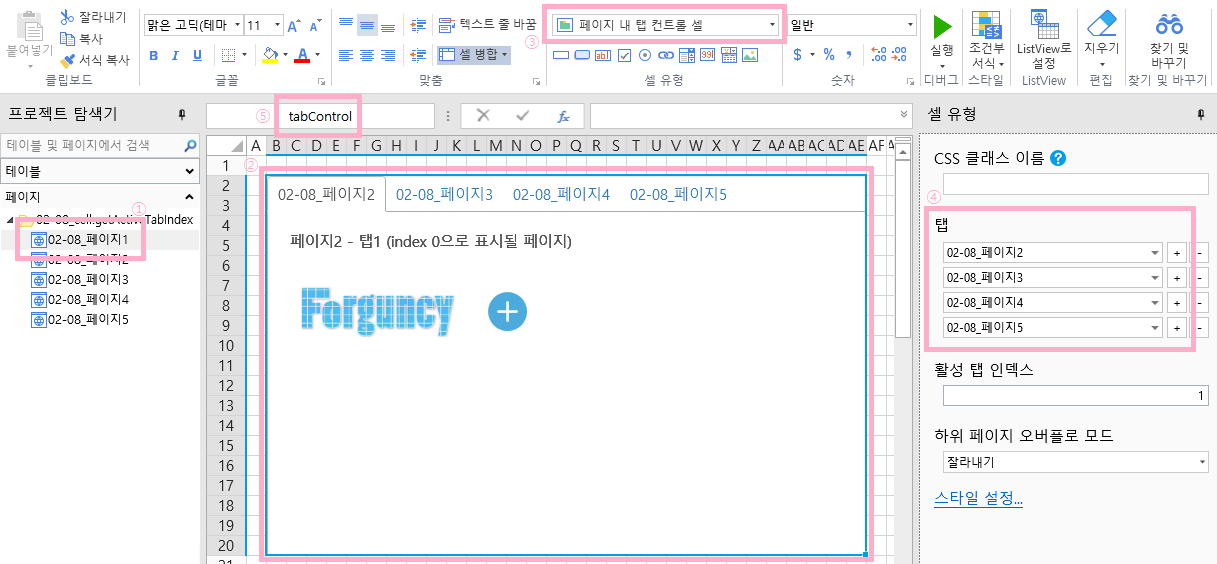 붙여넣기
잘라내기
복사
서식 복사
클립보드
맑은 고딕(테마
11
A A
B I U
글꼴
텍스트 줄 바꿈
셀 병합
맞춤
③
페이지 내 탭 컨트롤 셀
셀 유형
일반
$ % ,
숫자
실행
디버그
조건부
서식
스타일
ListView로
설정
ListView
지우기
편집
찾기 및
바꾸기
찾기 및 바꾸기
프로젝트 탐색기
테이블 및 페이지에서 검색
테이블
페이지
①
02-08_cell.getActiveTabIndex
02-08_페이지1
02-08_페이지2
02-08_페이지3
02-08_페이지4
02-08_페이지5
⑤
tabControl
fx
A B C D E F G H I J K L M N O P Q R S T U V W X Y Z AA AB AC AD AE AF
②
1
2
3
4
5
6
7
8
9
10
11
12
13
14
15
16
17
18
19
20
21
02-08_페이지2 02-08_페이지3 02-08_페이지4 02-08_페이지5
페이지2 - 탭1 (index 0으로 표시될 페이지)
Forguncy
셀 유형
CSS 클래스 이름 ?
④
탭
02-08_페이지2 + -
02-08_페이지3 + -
02-08_페이지4 + -
02-08_페이지5 + -
활성 탭 인덱스
1
하위 페이지 오버플로 모드
잘라내기
스타일 설정...